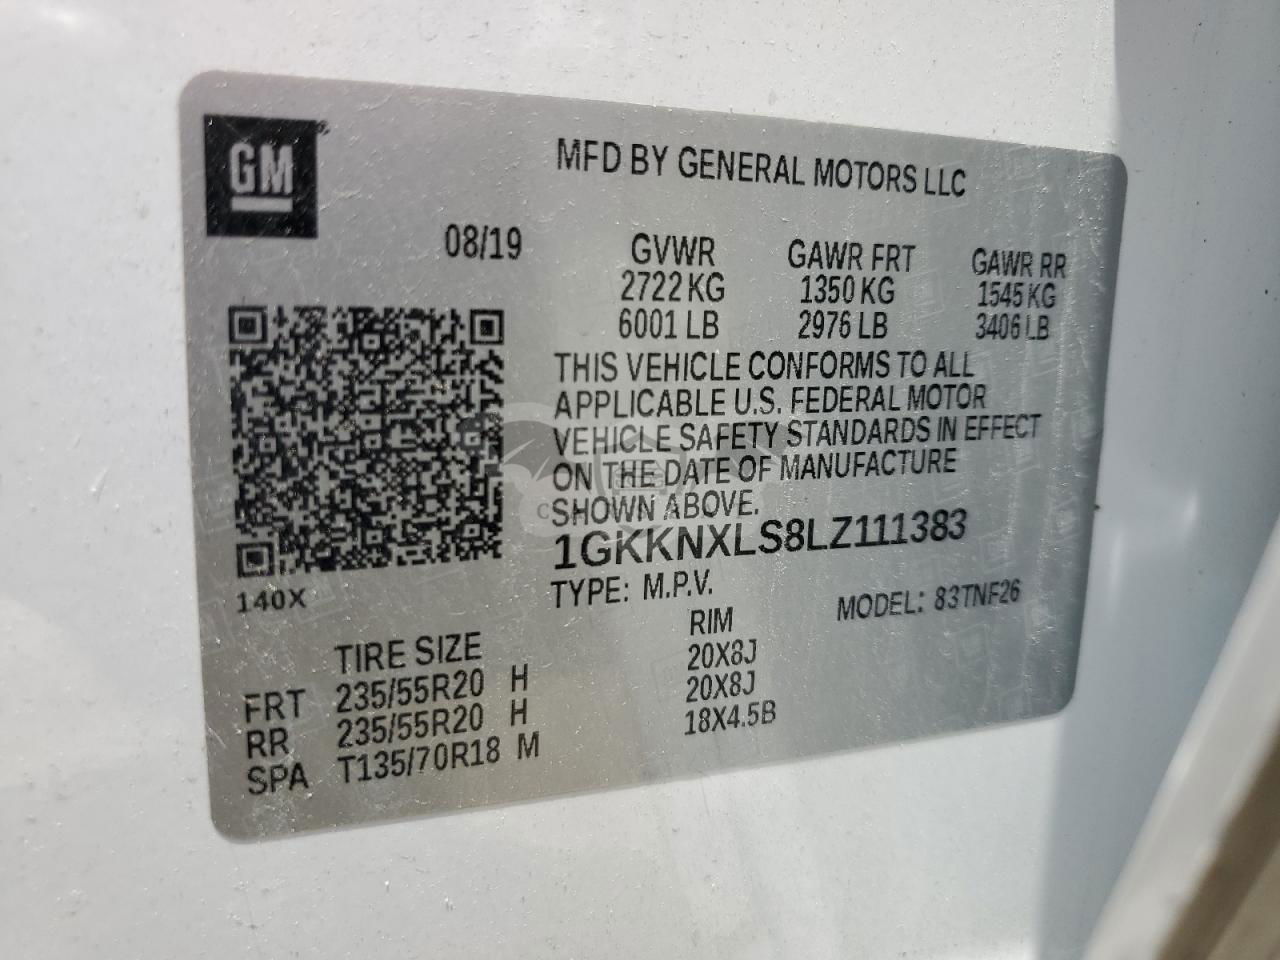 GM
MFD BY GENERAL MOTORS LLC
08/19
GVWR GAWR FRT GAWR RR
2722 KG 1350 KG 1545 KG
6001 LB 2976 LB 3406 LB
THIS VEHICLE CONFORMS TO ALL
APPLICABLE U.S. FEDERAL MOTOR
VEHICLE SAFETY STANDARDS IN EFFECT
ON THE DATE OF MANUFACTURE
SHOWN ABOVE.
1GKKNXLS8LZ111383
140X
TYPE: M.P.V. MODEL: 83TNF26
TIRE SIZE RIM
FRT 235/55R20 H 20X8J
RR 235/55R20 H 20X8J
SPA T135/70R18 M 18X4.5B